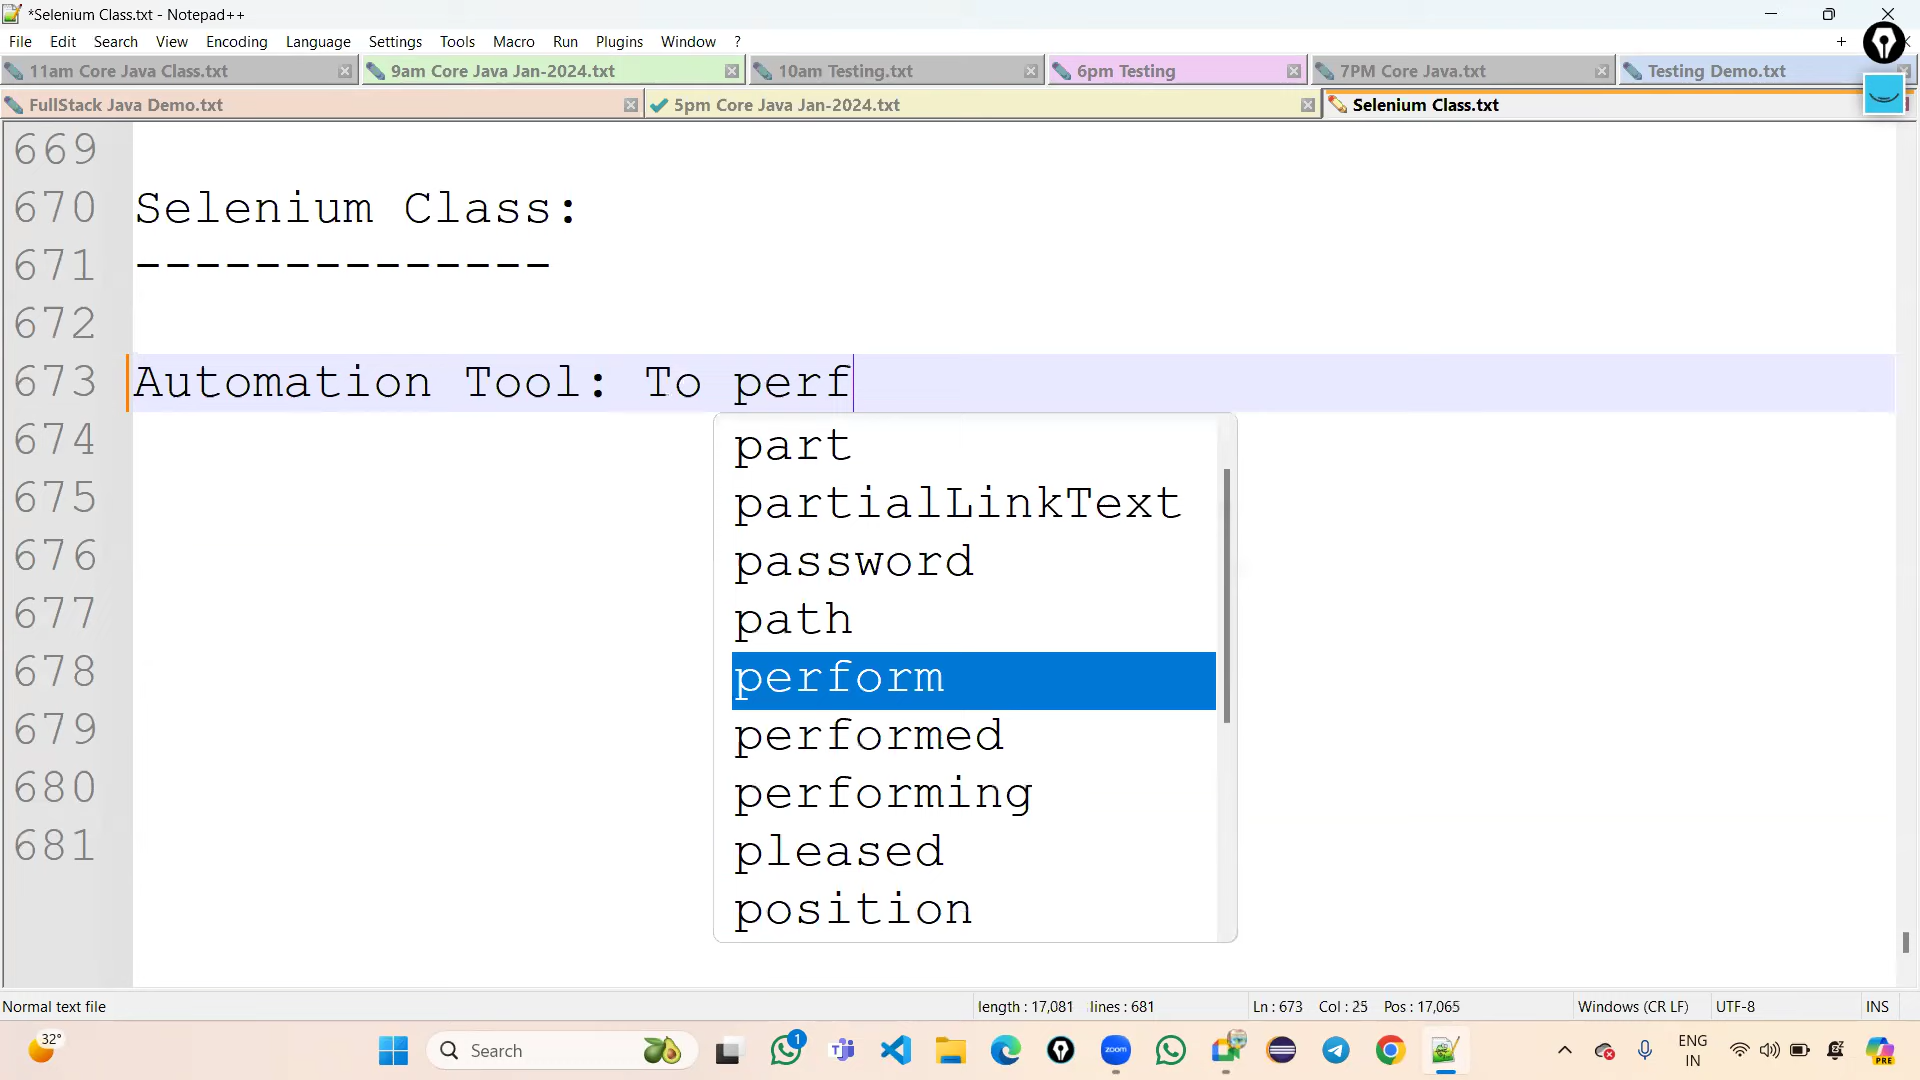 *Selenium Class.txt - Notepad++
File Edit Search View Encoding Language Settings Tools Macro Run Plugins Window ?
11am Core Java Class.txt 9am Core Java Jan-2024.txt 10am Testing.txt 6pm Testing 7PM Core Java.txt Testing Demo.txt
FullStack Java Demo.txt 5pm Core Java Jan-2024.txt Selenium Class.txt
669
670 Selenium Class:
671 --------------
672
673 Automation Tool: To perf
674 part
675 partialLinkText
676 password
677 path
678 perform
679 performed
680 performing
681 pleased
position
Normal text file length : 17,081 lines : 681 Ln : 673 Col : 25 Pos : 17,065 Windows (CR LF) UTF-8 INS
32° Search 1 zoom ENG PRE
IN